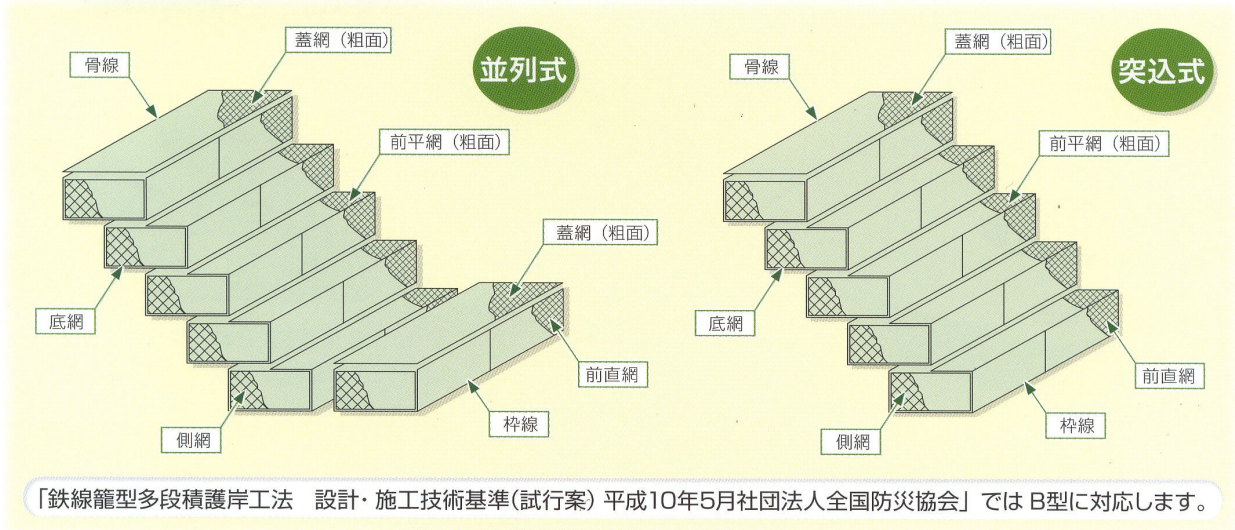 蓋網（粗面）
骨線
並列式
前平網（粗面）
蓋網（粗面）
底網
前直網
枠線
側網
蓋網（粗面）
骨線
突込式
前平網（粗面）
底網
前直網
枠線
側網
「鉄線籠型多段積護岸工法　設計・施工技術基準（試行案）平成10年5月社団法人全国防災協会」では B型に対応します。